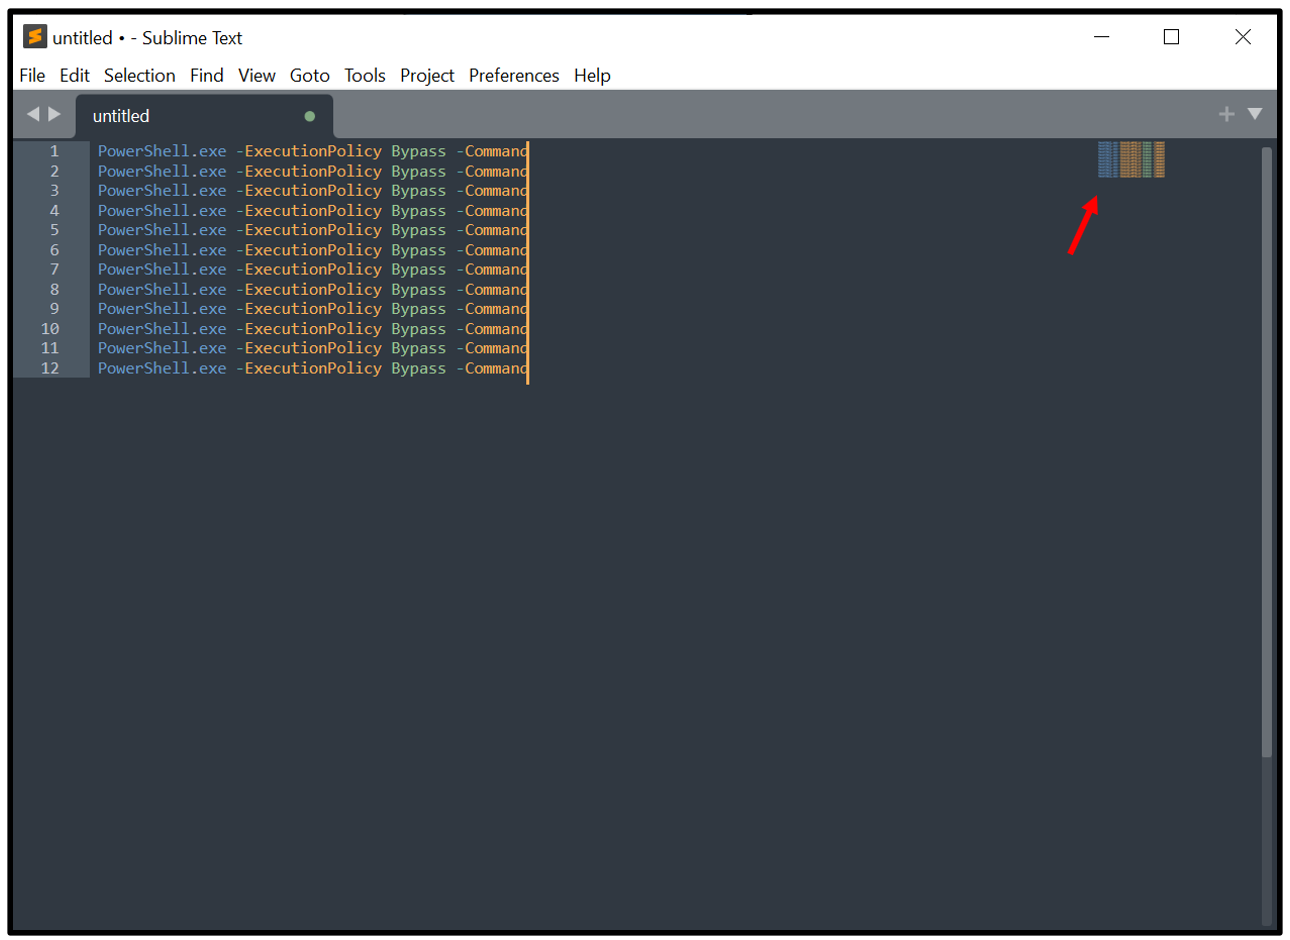 untitled • - Sublime Text
File Edit Selection Find View Goto Tools Project Preferences Help
untitled
1 PowerShell.exe -ExecutionPolicy Bypass -Command
2 PowerShell.exe -ExecutionPolicy Bypass -Command
3 PowerShell.exe -ExecutionPolicy Bypass -Command
4 PowerShell.exe -ExecutionPolicy Bypass -Command
5 PowerShell.exe -ExecutionPolicy Bypass -Command
6 PowerShell.exe -ExecutionPolicy Bypass -Command
7 PowerShell.exe -ExecutionPolicy Bypass -Command
8 PowerShell.exe -ExecutionPolicy Bypass -Command
9 PowerShell.exe -ExecutionPolicy Bypass -Command
10 PowerShell.exe -ExecutionPolicy Bypass -Command
11 PowerShell.exe -ExecutionPolicy Bypass -Command
12 PowerShell.exe -ExecutionPolicy Bypass -Command